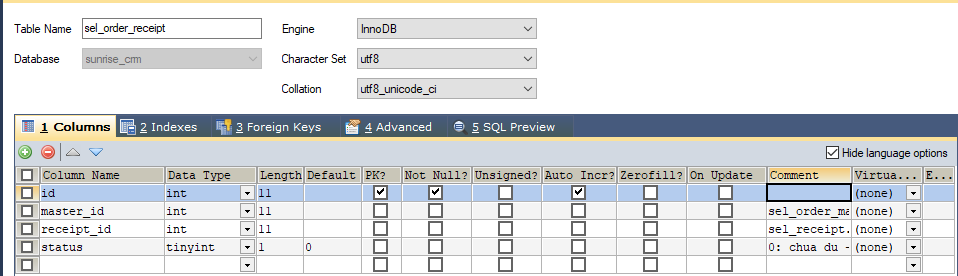 Table Name sel_order_receipt Engine InnoDB
Database sunrise_crm Character Set utf8
Collation utf8_unicode_ci
1 Columns 2 Indexes 3 Foreign Keys 4 Advanced 5 SQL Preview
Hide language options
Column Name Data Type Length Default PK? Not Null? Unsigned? Auto Incr? Zerofill? On Update Comment Virtua... E...
id int 11 (none)
master_id int 11 sel_order_ma (none)
receipt_id int 11 sel_receipt. (none)
status tinyint 1 0 0: chua du - (none)